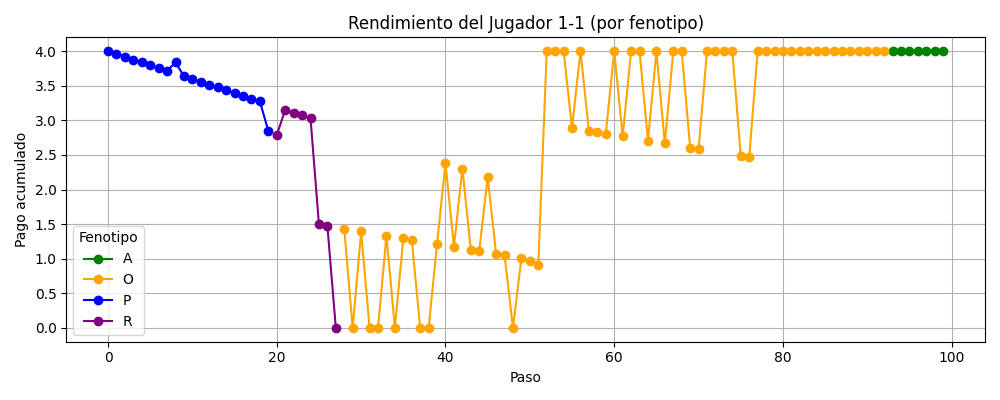 Rendimiento del Jugador 1-1 (por fenotipo)
Pago acumulado
4.0
3.5
3.0
2.5
2.0
1.5
1.0
0.5
0.0
Fenotipo
A
O
P
R
0 20 40 60 80 100
Paso